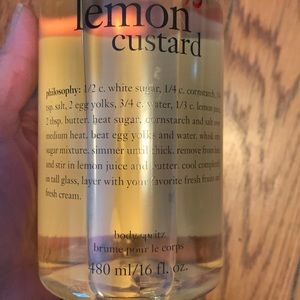 lemon
custard
philosophy: 1/2 c. white sugar, 1/4 c. cornstarch, 1/4
tsp. salt, 2 egg yolks, 3/4 c. water, 1/3 c. lemon juice,
2 tbsp. butter. heat sugar, cornstarch and salt over
medium heat. beat egg yolks and water. whisk into
sugar mixture. simmer until thick. remove from heat
and stir in lemon juice and butter. cool completely.
in tall glass, layer with your favorite fresh fruits and
fresh cream.
body spritz
brume pour le corps
480 ml/16 fl. oz.